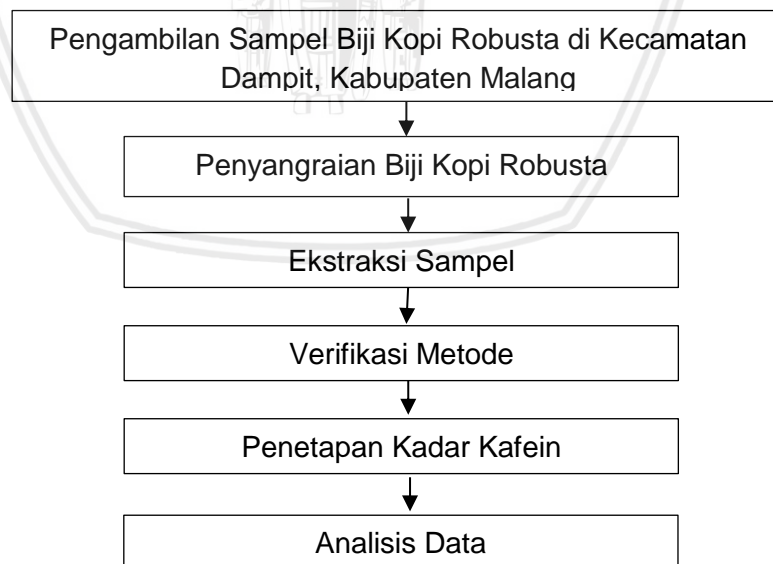 Pengambilan Sampel Biji Kopi Robusta di Kecamatan
Dampit, Kabupaten Malang
Penyangraian Biji Kopi Robusta
Ekstraksi Sampel
Verifikasi Metode
Penetapan Kadar Kafein
Analisis Data